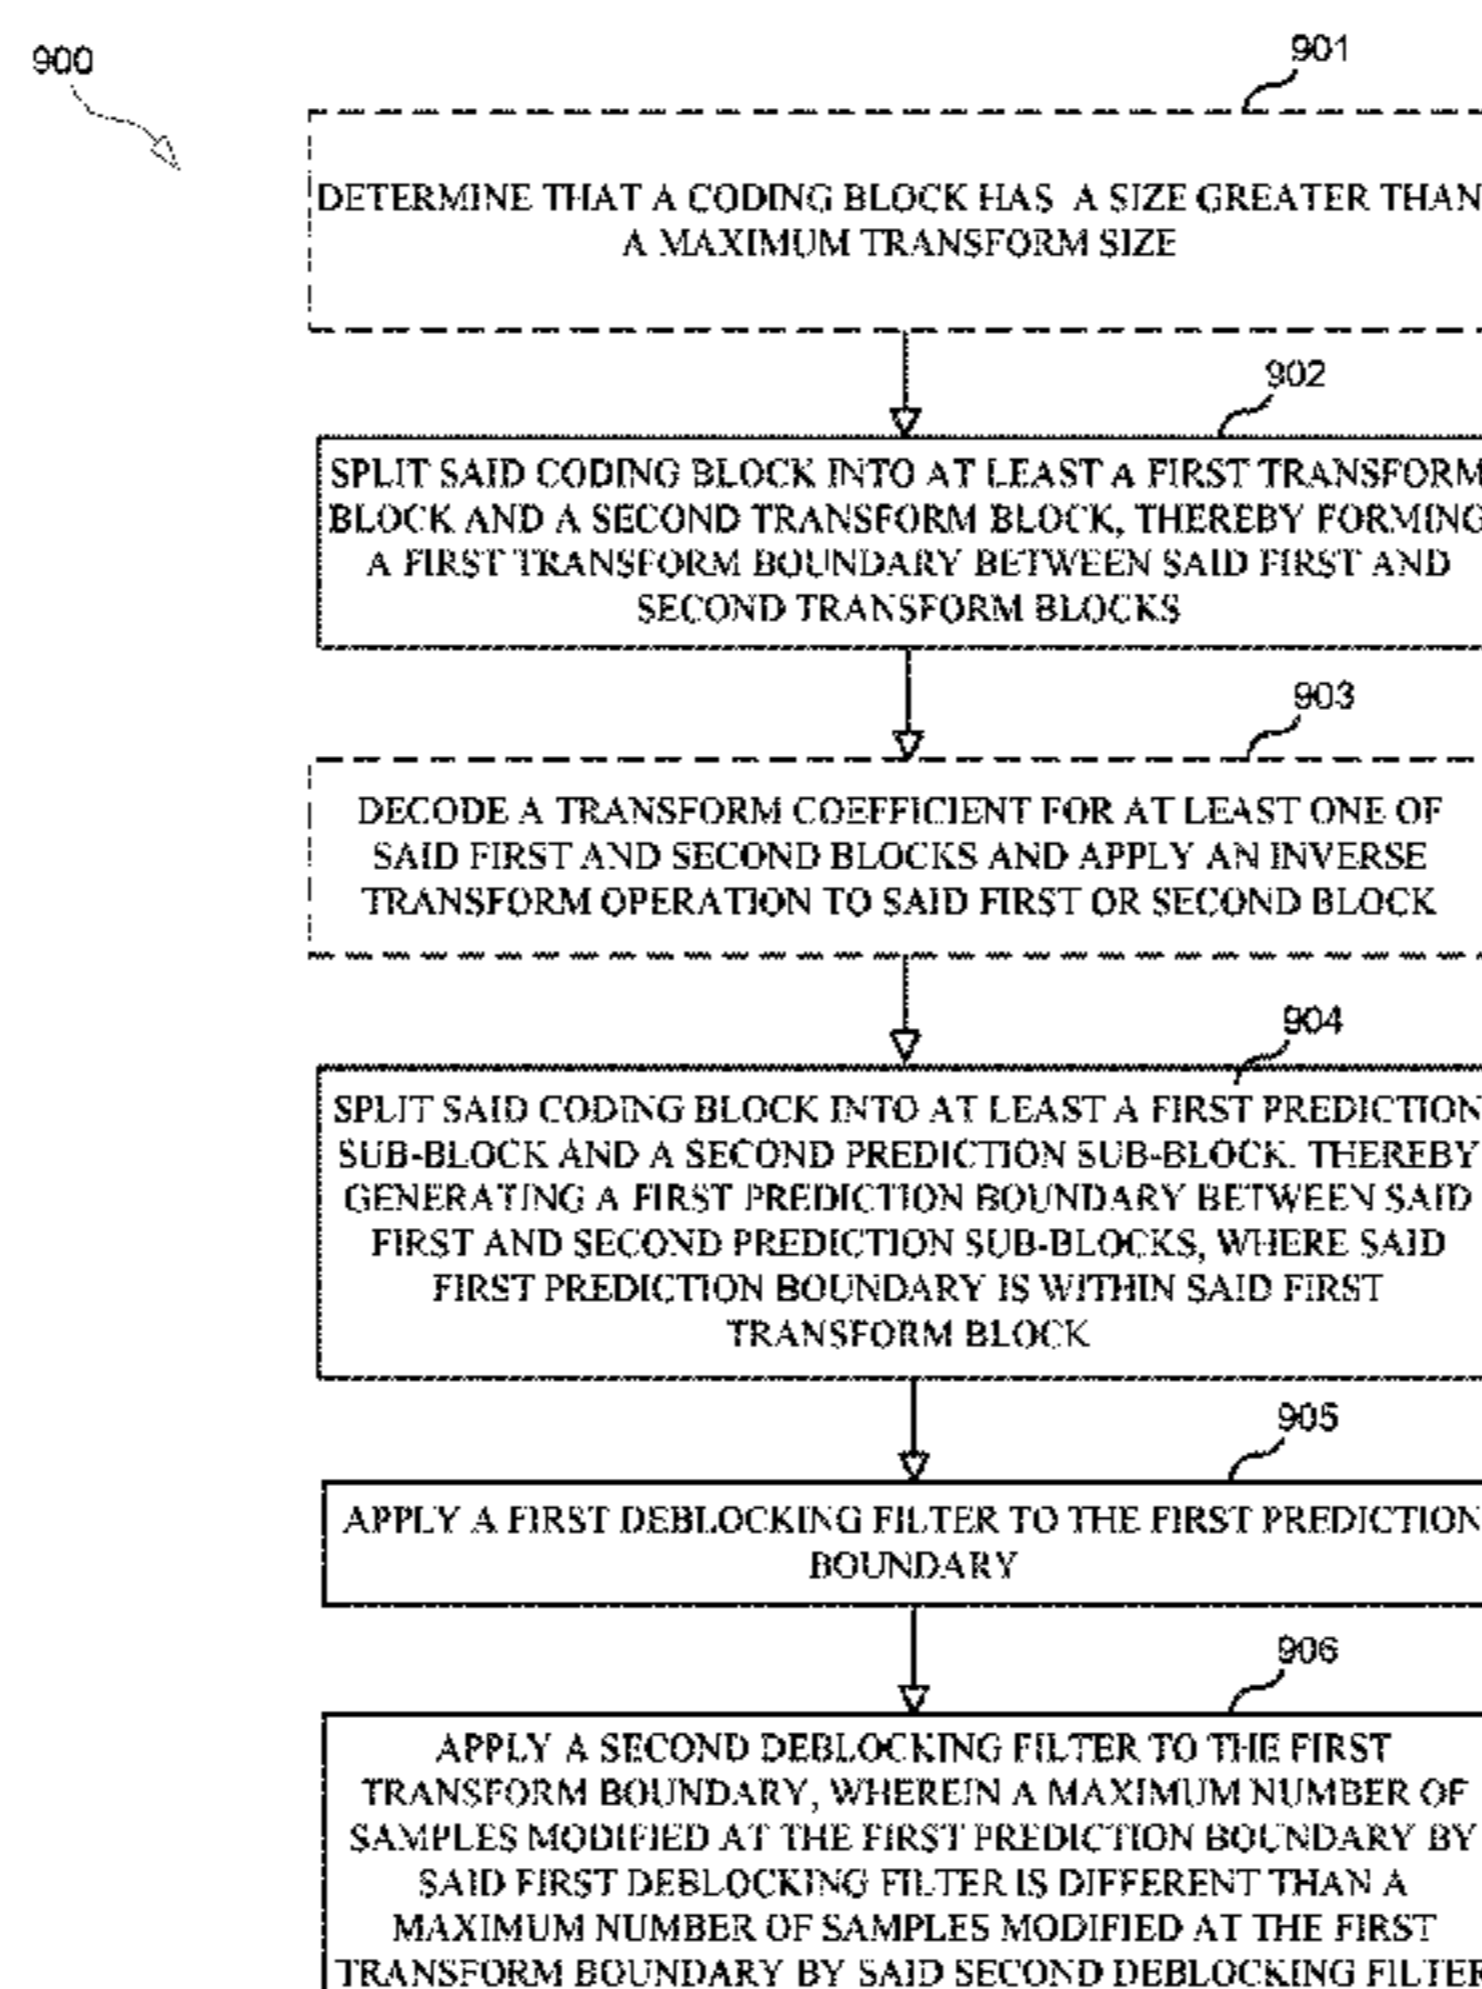 900
901
DETERMINE THAT A CODING BLOCK HAS A SIZE GREATER THAN
A MAXIMUM TRANSFORM SIZE
902
SPLIT SAID CODING BLOCK INTO AT LEAST A FIRST TRANSFORM
BLOCK AND A SECOND TRANSFORM BLOCK, THEREBY FORMING
A FIRST TRANSFORM BOUNDARY BETWEEN SAID FIRST AND
SECOND TRANSFORM BLOCKS
903
DECODE A TRANSFORM COEFFICIENT FOR AT LEAST ONE OF
SAID FIRST AND SECOND BLOCKS AND APPLY AN INVERSE
TRANSFORM OPERATION TO SAID FIRST OR SECOND BLOCK
904
SPLIT SAID CODING BLOCK INTO AT LEAST A FIRST PREDICTION
SUB-BLOCK AND A SECOND PREDICTION SUB-BLOCK. THEREBY
GENERATING A FIRST PREDICTION BOUNDARY BETWEEN SAID
FIRST AND SECOND PREDICTION SUB-BLOCKS, WHERE SAID
FIRST PREDICTION BOUNDARY IS WITHIN SAID FIRST
TRANSFORM BLOCK
905
APPLY A FIRST DEBLOCKING FILTER TO THE FIRST PREDICTION
BOUNDARY
906
APPLY A SECOND DEBLOCKING FILTER TO THE FIRST
TRANSFORM BOUNDARY, WHEREIN A MAXIMUM NUMBER OF
SAMPLES MODIFIED AT THE FIRST PREDICTION BOUNDARY BY
SAID FIRST DEBLOCKING FILTER IS DIFFERENT THAN A
MAXIMUM NUMBER OF SAMPLES MODIFIED AT THE FIRST
TRANSFORM BOUNDARY BY SAID SECOND DEBLOCKING FILTER